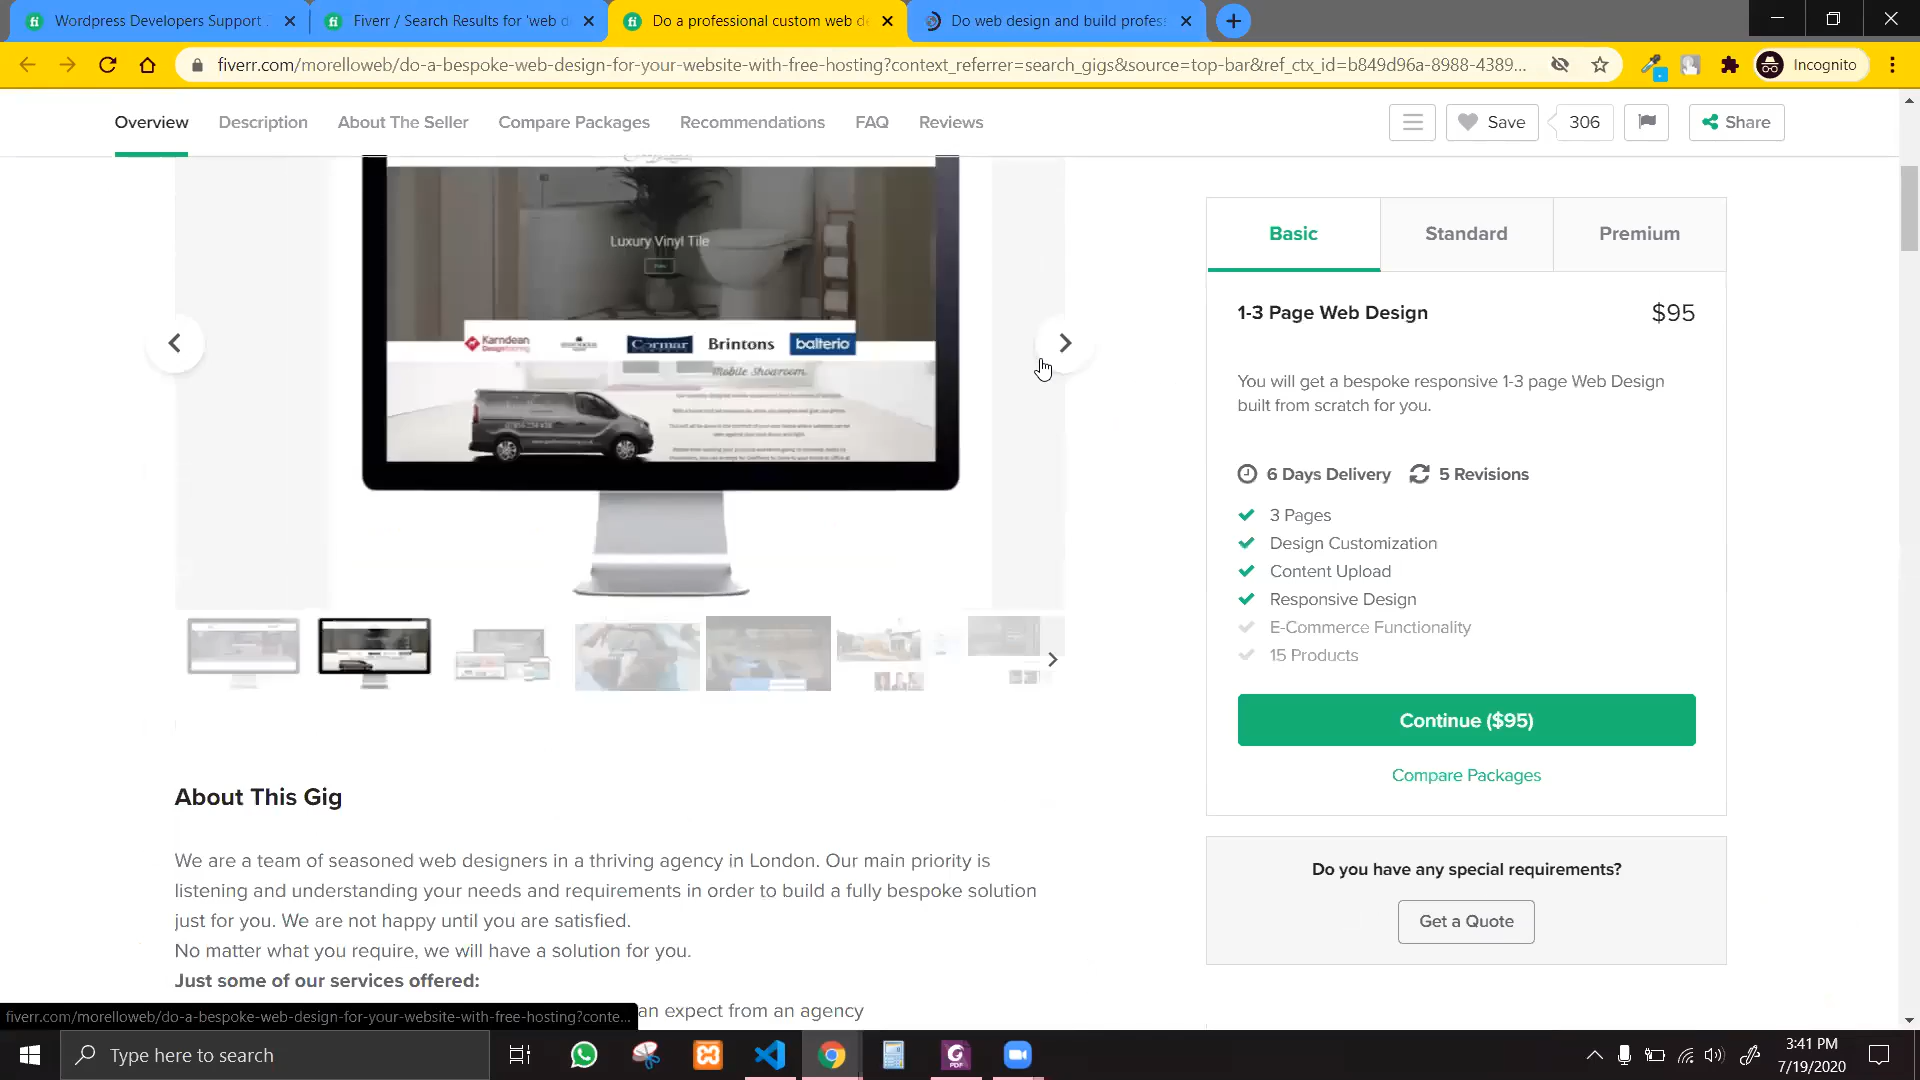 Wordpress Developers Support
Fiverr / Search Results for 'web d
Do a professional custom web de
Do web design and build profes
fiverr.com/morelloweb/do-a-bespoke-web-design-for-your-website-with-free-hosting?context_referrer=search_gigs&source=top-bar&ref_ctx_id=b849d96a-8988-4389...
Incognito
Overview
Description
About The Seller
Compare Packages
Recommendations
FAQ
Reviews
Save
306
Share
Luxury Vinyl Tile
Karndean
Cormar
Brintons
balterio
Mobile Showroom
Basic
Standard
Premium
1-3 Page Web Design
$95
You will get a bespoke responsive 1-3 page Web Design
built from scratch for you.
6 Days Delivery
5 Revisions
3 Pages
Design Customization
Content Upload
Responsive Design
E-Commerce Functionality
15 Products
Continue ($95)
Compare Packages
Do you have any special requirements?
Get a Quote
About This Gig
We are a team of seasoned web designers in a thriving agency in London. Our main priority is
listening and understanding your needs and requirements in order to build a fully bespoke solution
just for you. We are not happy until you are satisfied.
No matter what you require, we will have a solution for you.
Just some of our services offered:
an expect from an agency
fiverr.com/morelloweb/do-a-bespoke-web-design-for-your-website-with-free-hosting?conte...
Type here to search
3:41 PM
7/19/2020